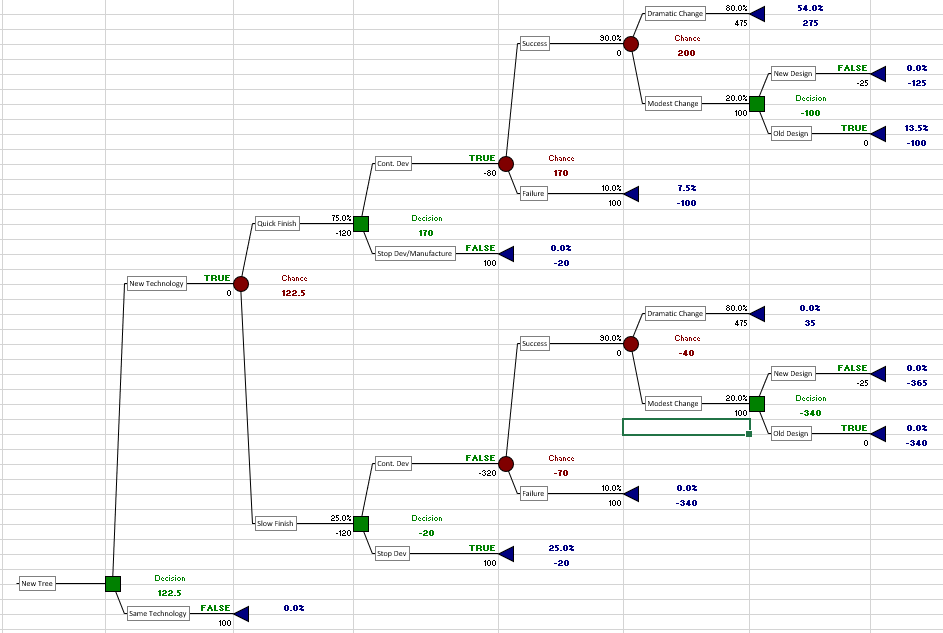 Dramatic Change 80.0% 54.0%
475 275
Success 90.0% Chance
0 200
New Design FALSE 0.0%
-25 -125
Modest Change 20.0% Decision
100 -100
Old Design TRUE 13.5%
0 -100
Cont. Dev TRUE Chance
-80 170
Failure 10.0% 7.5%
100 -100
Quick Finish 75.0% Decision
-120 170
Stop Dev/Manufacture FALSE 0.0%
100 -20
New Technology TRUE Chance
0 122.5
Dramatic Change 80.0% 0.0%
475 35
Success 90.0% Chance
0 -40
New Design FALSE 0.0%
-25 -365
Modest Change 20.0% Decision
100 -340
Old Design TRUE 0.0%
0 -340
Cont. Dev FALSE Chance
-320 -70
Failure 10.0% 0.0%
100 -340
Slow Finish 25.0% Decision
-120 -20
Stop Dev TRUE 25.0%
100 -20
New Tree Decision
122.5
Same Technology FALSE 0.0%
100